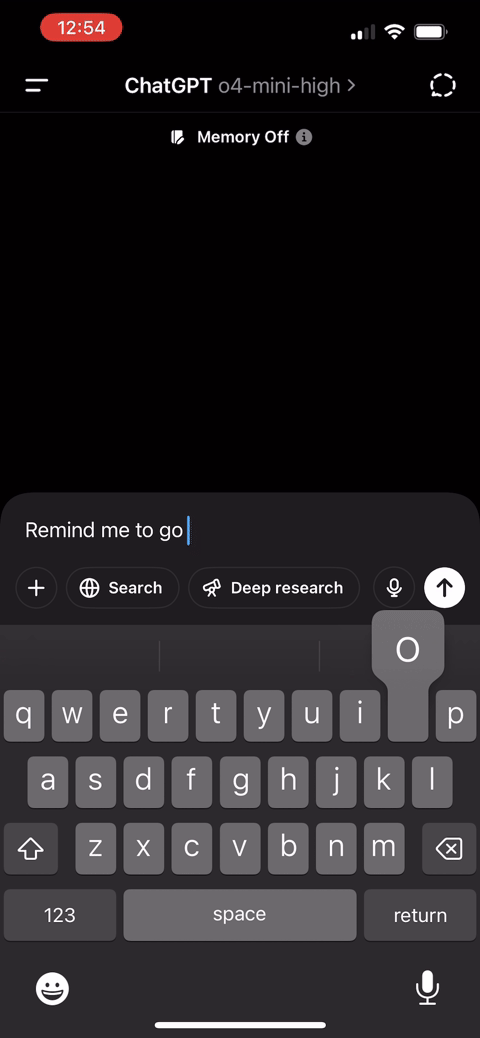 12:54
ChatGPT o4-mini-high >
Memory Off
Remind me to go
Search
Deep research
O
q w e r t y u i p
a s d f g h j k l
z x c v b n m
123 space return